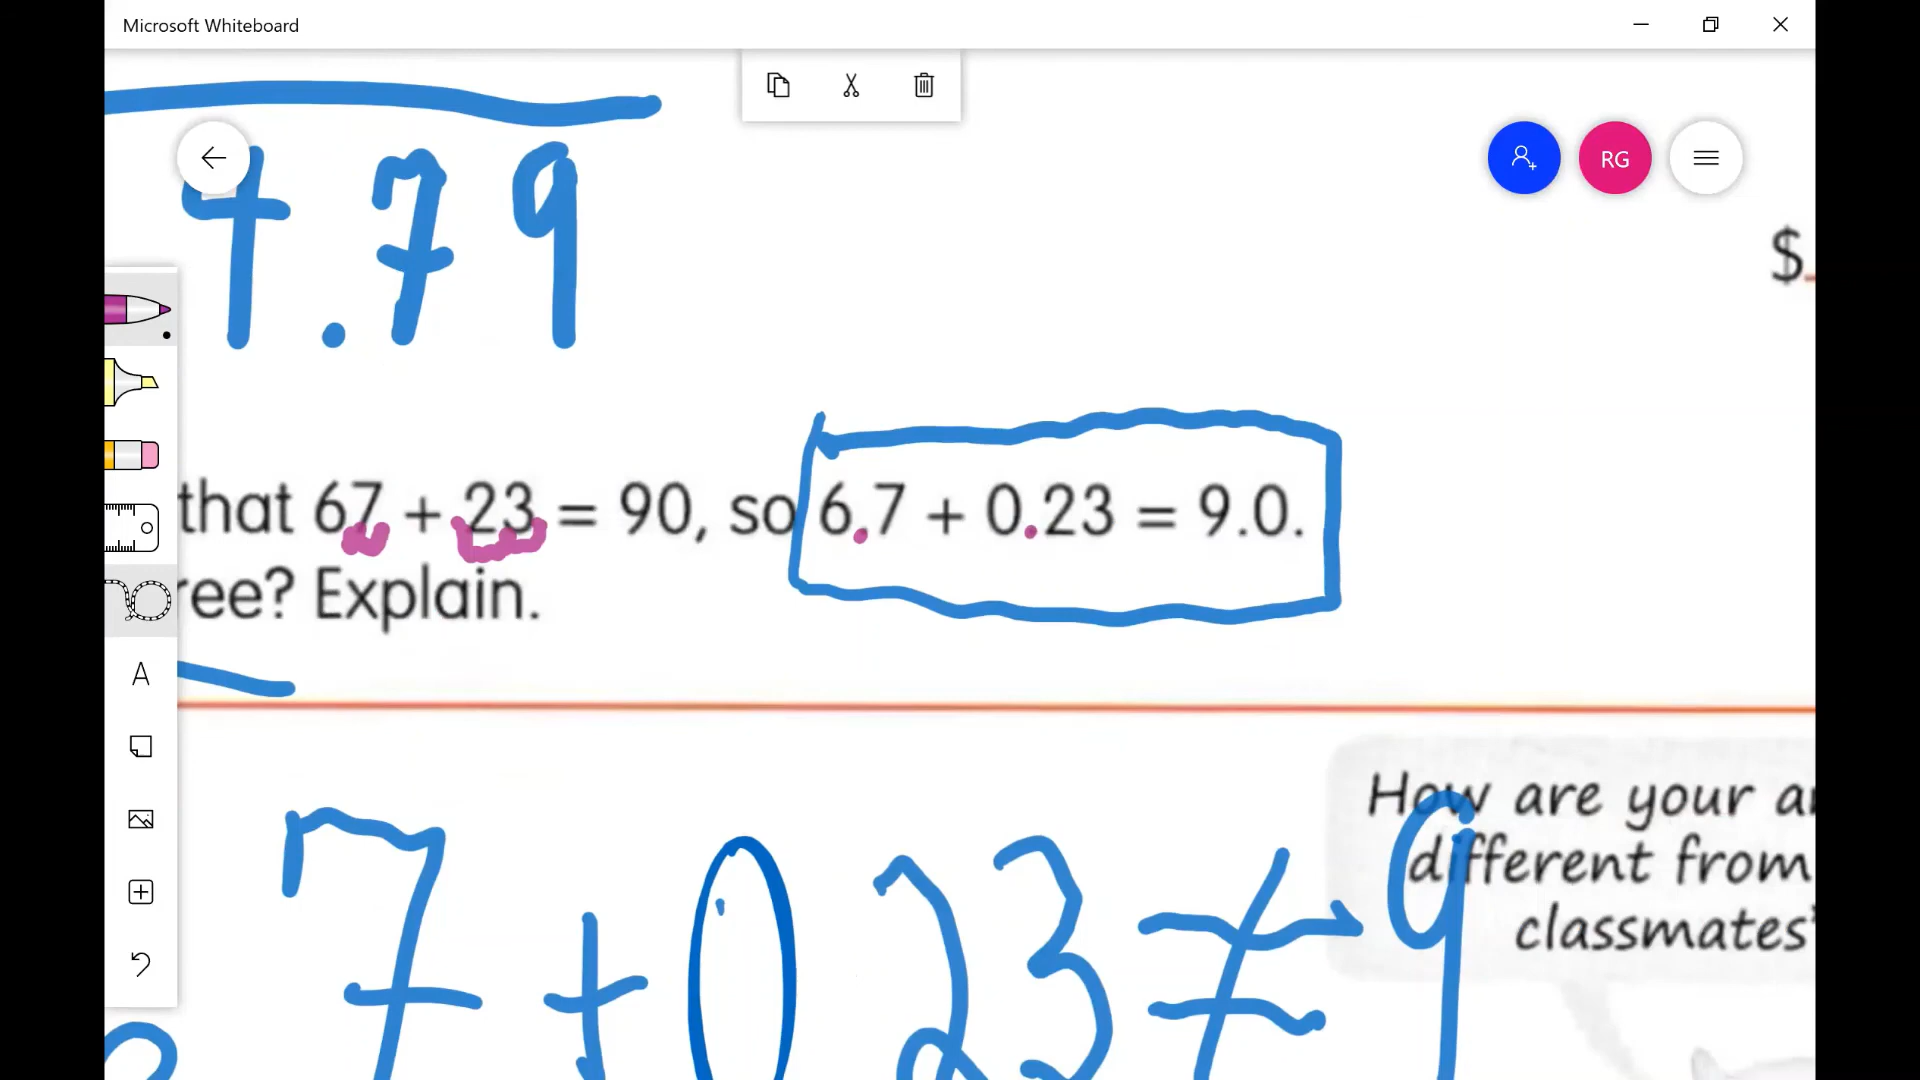 Microsoft Whiteboard
RG
4.79
$
that 67 + 23 = 90, so 6.7 + 0.23 = 9.0.
ree? Explain.
How are your
different from
classmates'
7 + 0 23 ≠ 9
A